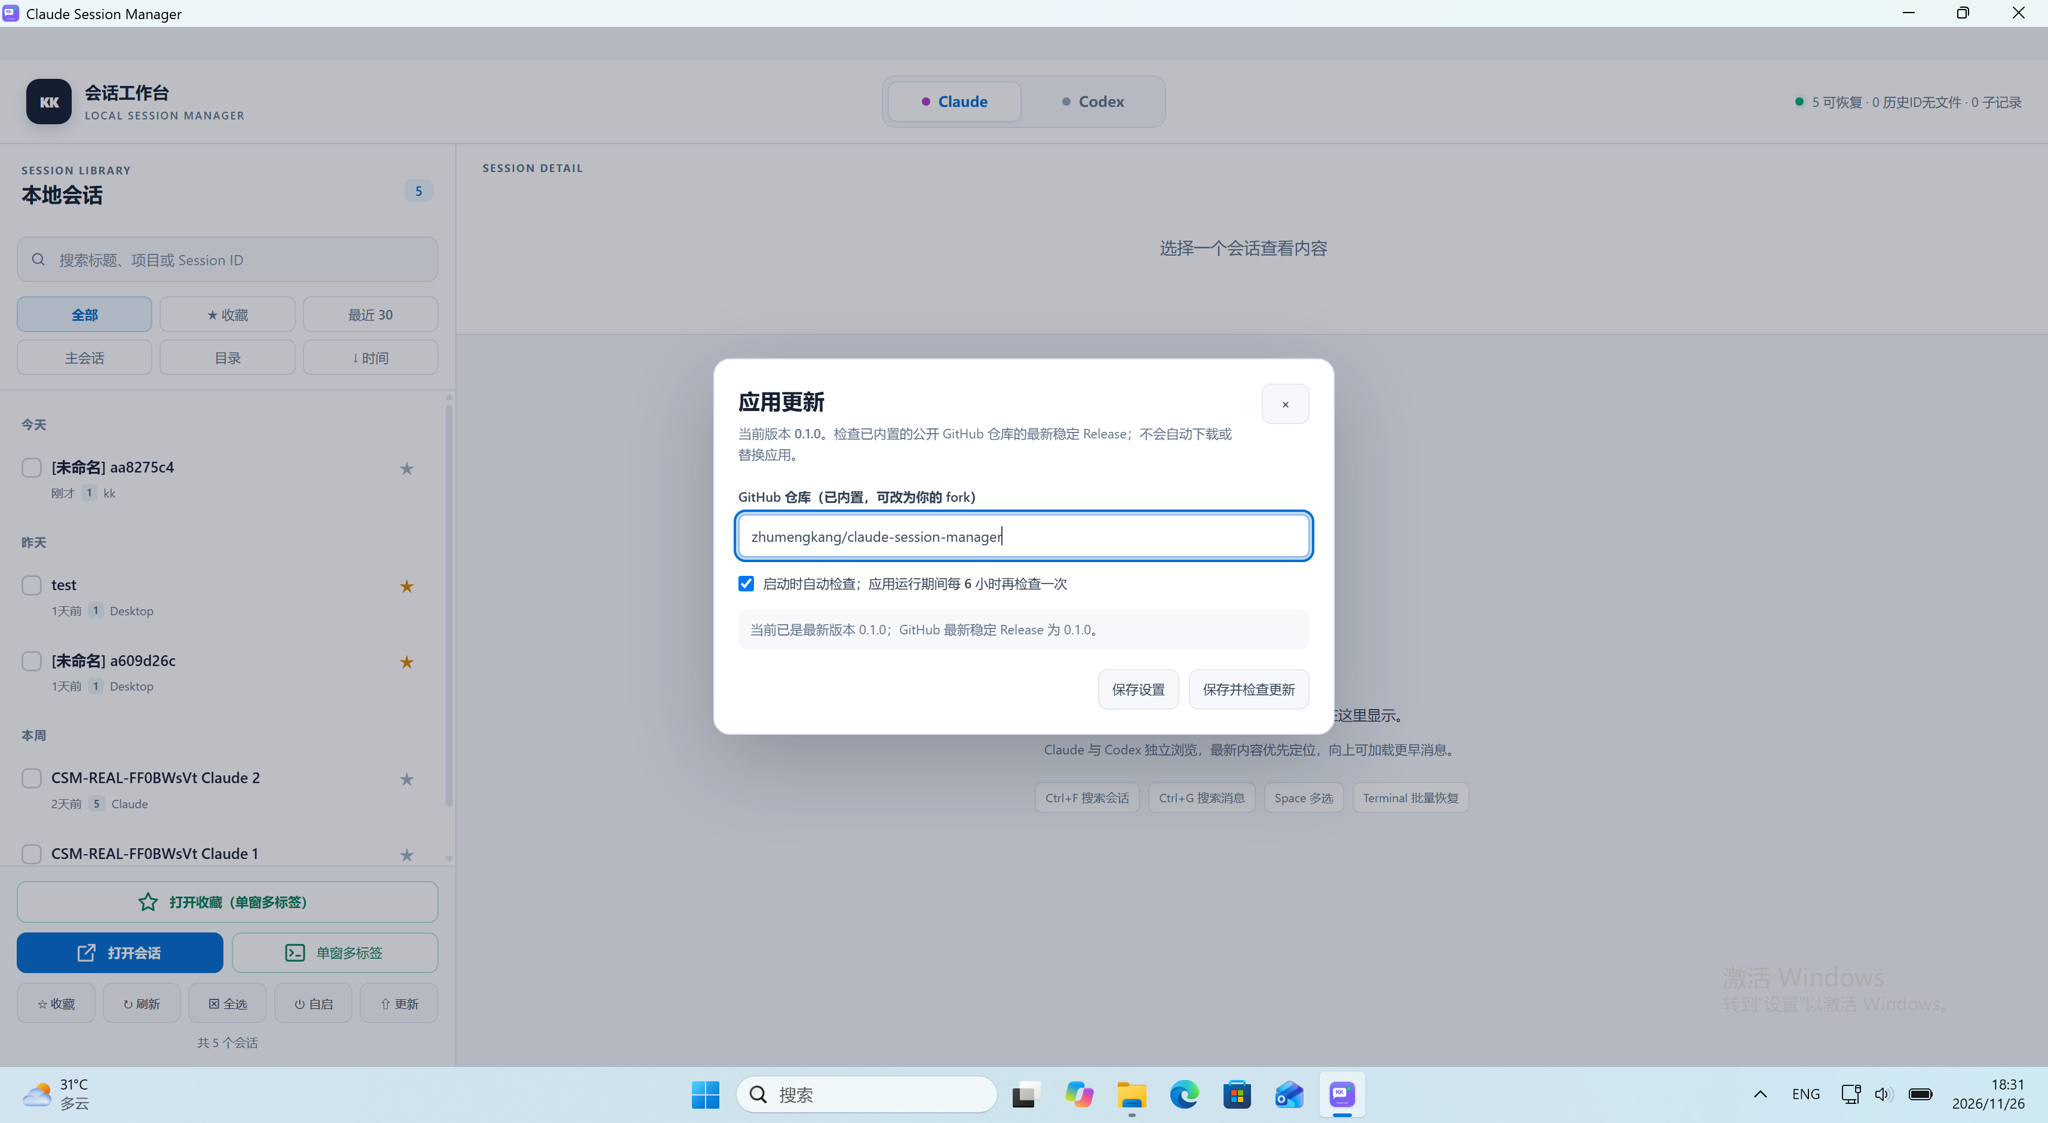 Claude Session Manager
KK
会话工作台
LOCAL SESSION MANAGER
Claude
Codex
5 可恢复 · 0 历史ID无文件 · 0 子记录
SESSION LIBRARY
本地会话
5
搜索标题、项目或 Session ID
全部
★ 收藏
最近 30
主会话
目录
↓ 时间
今天
[未命名] aa8275c4
刚才 1 kk
昨天
test
1天前 1 Desktop
[未命名] a609d26c
1天前 1 Desktop
本周
CSM-REAL-FF0BWsVt Claude 2
2天前 5 Claude
CSM-REAL-FF0BWsVt Claude 1
打开收藏（单窗多标签）
打开会话
单窗多标签
☆ 收藏
↻ 刷新
☒ 全选
⏻ 自启
⇧ 更新
共 5 个会话
SESSION DETAIL
选择一个会话查看内容
应用更新
×
当前版本 0.1.0。检查已内置的公开 GitHub 仓库的最新稳定 Release；不会自动下载或
替换应用。
GitHub 仓库（已内置，可改为你的 fork）
zhumengkang/claude-session-manager
启动时自动检查；应用运行期间每 6 小时再检查一次
当前已是最新版本 0.1.0；GitHub 最新稳定 Release 为 0.1.0。
保存设置
保存并检查更新
在这里显示。
Claude 与 Codex 独立浏览，最新内容优先定位，向上可加载更早消息。
Ctrl+F 搜索会话
Ctrl+G 搜索消息
Space 多选
Terminal 批量恢复
激活 Windows
转到"设置"以激活 Windows。
31°C
多云
搜索
ENG
18:31
2026/11/26